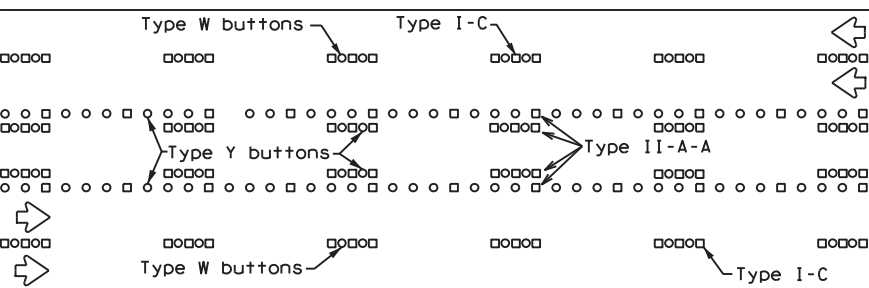 Type W buttons
Type I-C
Type Y buttons
Type II-A-A
Type W buttons
Type I-C